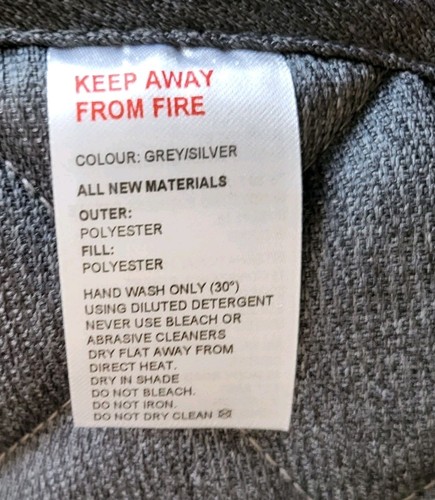 KEEP AWAY
FROM FIRE
COLOUR: GREY/SILVER
ALL NEW MATERIALS
OUTER:
POLYESTER
FILL:
POLYESTER
HAND WASH ONLY (30°)
USING DILUTED DETERGENT
NEVER USE BLEACH OR
ABRASIVE CLEANERS
DRY FLAT AWAY FROM
DIRECT HEAT.
DRY IN SHADE
DO NOT BLEACH.
DO NOT IRON.
DO NOT DRY CLEAN